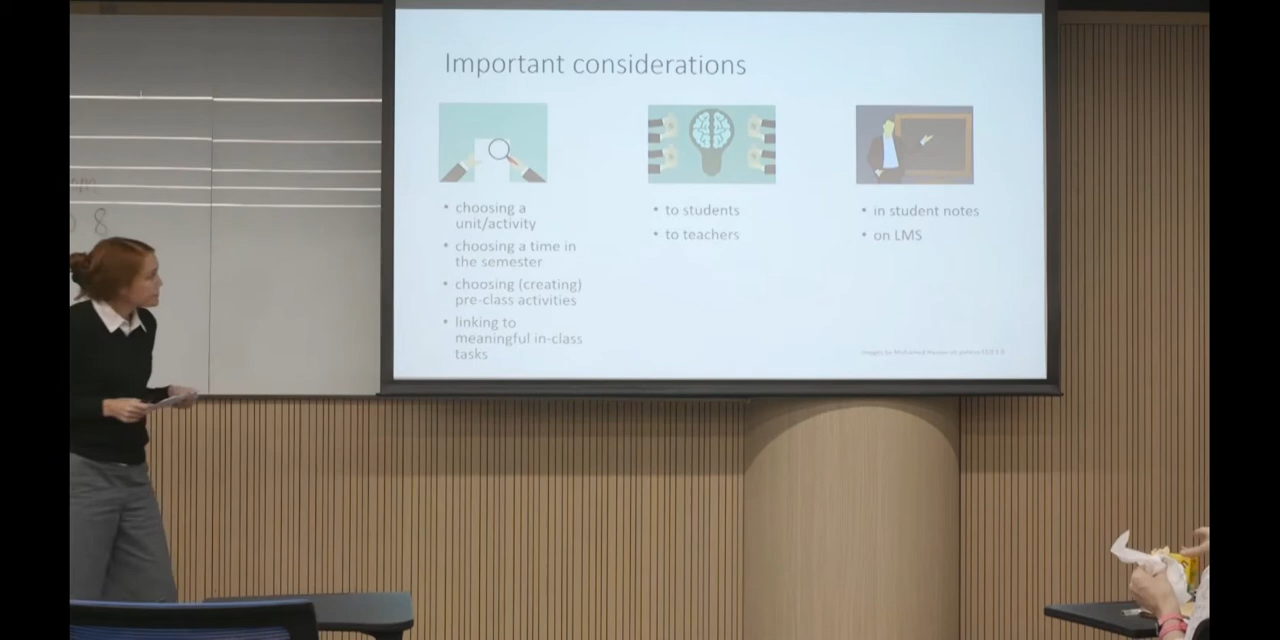 Important considerations
• choosing a
unit/activity
• choosing a time in
the semester
• choosing (creating)
pre-class activities
• linking to
meaningful in-class
tasks
• to students
• to teachers
• in student notes
• on LMS
8